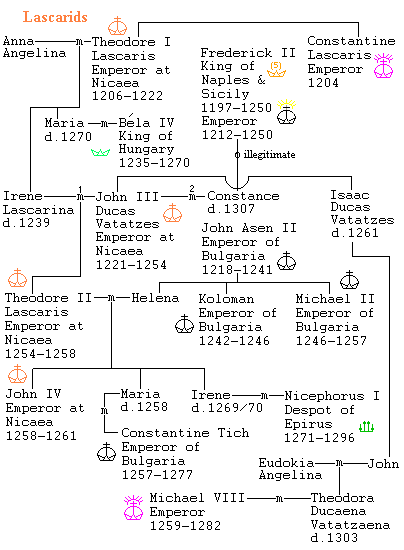 Lascarids
Anna
Angelina
m
Theodore I
Lascaris
Emperor at
Nicaea
1206-1222
Frederick II
King of
Naples &
Sicily
1197-1250
Emperor
1212-1250
S
Constantine
Lascaris
Emperor
1204
Maria
d.1270
m
Béla IV
King of
Hungary
1235-1270
illegitimate
Irene
Lascarina
d.1239
1
m
John III
Ducas
Vatatzes
Emperor at
Nicaea
1221-1254
2
m
Constance
d.1307
Isaac
Ducas
Vatatzes
d.1261
John Asen II
Emperor of
Bulgaria
1218-1241
Theodore II
Lascaris
Emperor at
Nicaea
1254-1258
m
Helena
Koloman
Emperor of
Bulgaria
1242-1246
Michael II
Emperor of
Bulgaria
1246-1257
John IV
Emperor at
Nicaea
1258-1261
Maria
d.1258
m
Constantine Tich
Emperor of
Bulgaria
1257-1277
Irene
d.1269/70
m
Nicephorus I
Despot of
Epirus
1271-1296
Eudokia
Angelina
m
John
Michael VIII
Emperor
1259-1282
m
Theodora
Ducaena
Vatatzaena
d.1303